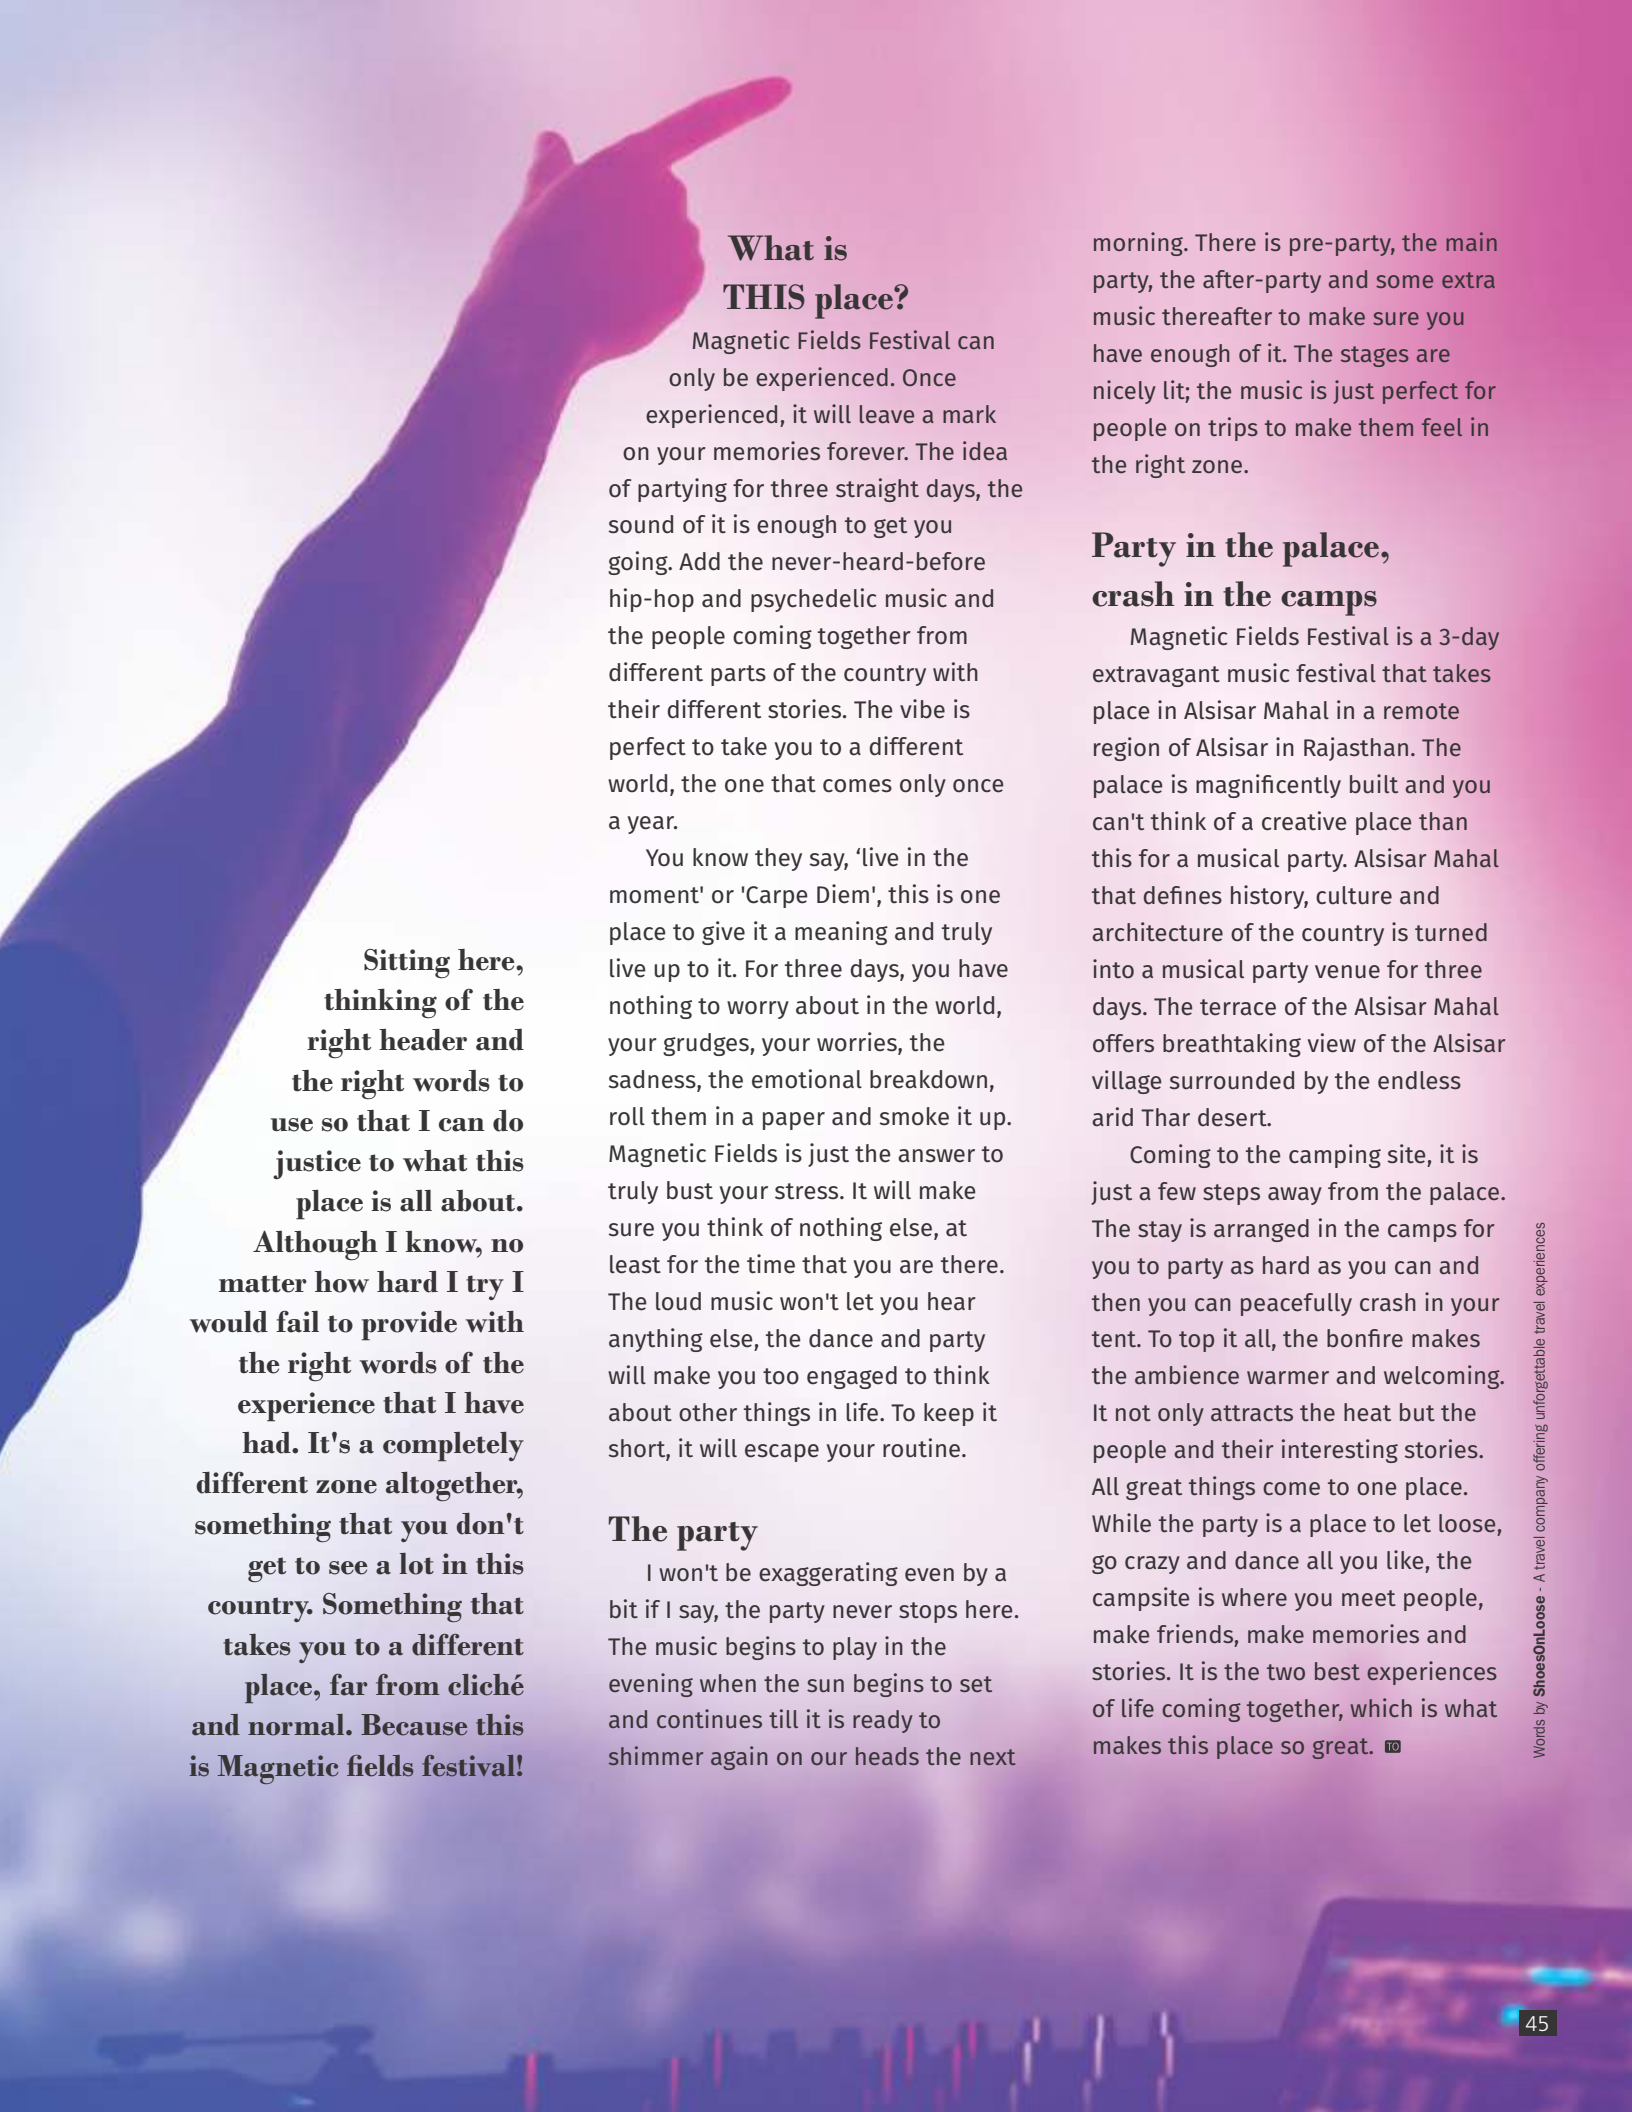 Sitting here,
thinking of the
right header and
the right words to
use so that I can do
justice to what this
place is all about.
Although I know, no
matter how hard I try I
would fail to provide with
the right words of the
experience that I have
had. It's a completely
different zone altogether,
something that you don't
get to see a lot in this
country. Something that
takes you to a different
place, far from cliché
and normal. Because this
is Magnetic fields festival!
What is
THIS place?
Magnetic Fields Festival can
only be experienced. Once
experienced, it will leave a mark
on your memories forever. The idea
of partying for three straight days, the
sound of it is enough to get you
going. Add the never-heard-before
hip-hop and psychedelic music and
the people coming together from
different parts of the country with
their different stories. The vibe is
perfect to take you to a different
world, the one that comes only once
a year.
You know they say, ‘live in the
moment' or 'Carpe Diem', this is one
place to give it a meaning and truly
live up to it. For three days, you have
nothing to worry about in the world,
your grudges, your worries, the
sadness, the emotional breakdown,
roll them in a paper and smoke it up.
Magnetic Fields is just the answer to
truly bust your stress. It will make
sure you think of nothing else, at
least for the time that you are there.
The loud music won't let you hear
anything else, the dance and party
will make you too engaged to think
about other things in life. To keep it
short, it will escape your routine.
The party
I won't be exaggerating even by a
bit if I say, the party never stops here.
The music begins to play in the
evening when the sun begins to set
and continues till it is ready to
shimmer again on our heads the next
morning. There is pre-party, the main
party, the after-party and some extra
music thereafter to make sure you
have enough of it. The stages are
nicely lit; the music is just perfect for
people on trips to make them feel in
the right zone.
Party in the palace,
crash in the camps
Magnetic Fields Festival is a 3-day
extravagant music festival that takes
place in Alsisar Mahal in a remote
region of Alsisar in Rajasthan. The
palace is magnificently built and you
can't think of a creative place than
this for a musical party. Alsisar Mahal
that defines history, culture and
architecture of the country is turned
into a musical party venue for three
days. The terrace of the Alsisar Mahal
offers breathtaking view of the Alsisar
village surrounded by the endless
arid Thar desert.
Coming to the camping site, it is
just a few steps away from the palace.
The stay is arranged in the camps for
you to party as hard as you can and
then you can peacefully crash in your
tent. To top it all, the bonfire makes
the ambience warmer and welcoming.
It not only attracts the heat but the
people and their interesting stories.
All great things come to one place.
While the party is a place to let loose,
go crazy and dance all you like, the
campsite is where you meet people,
make friends, make memories and
stories. It is the two best experiences
of life coming together, which is what
makes this place so great. TO
Words by ShoesOnLoose - A travel company offering unforgettable travel experiences
45